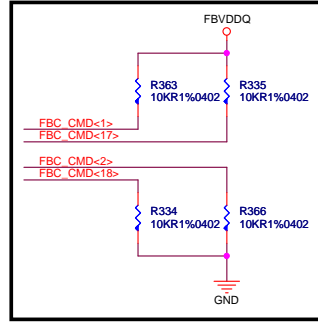 FBVDDQ
R363
10KR1%0402
R335
10KR1%0402
FBC_CMD<1>
FBC_CMD<17>
FBC_CMD<2>
FBC_CMD<18>
R334
10KR1%0402
R366
10KR1%0402
GND